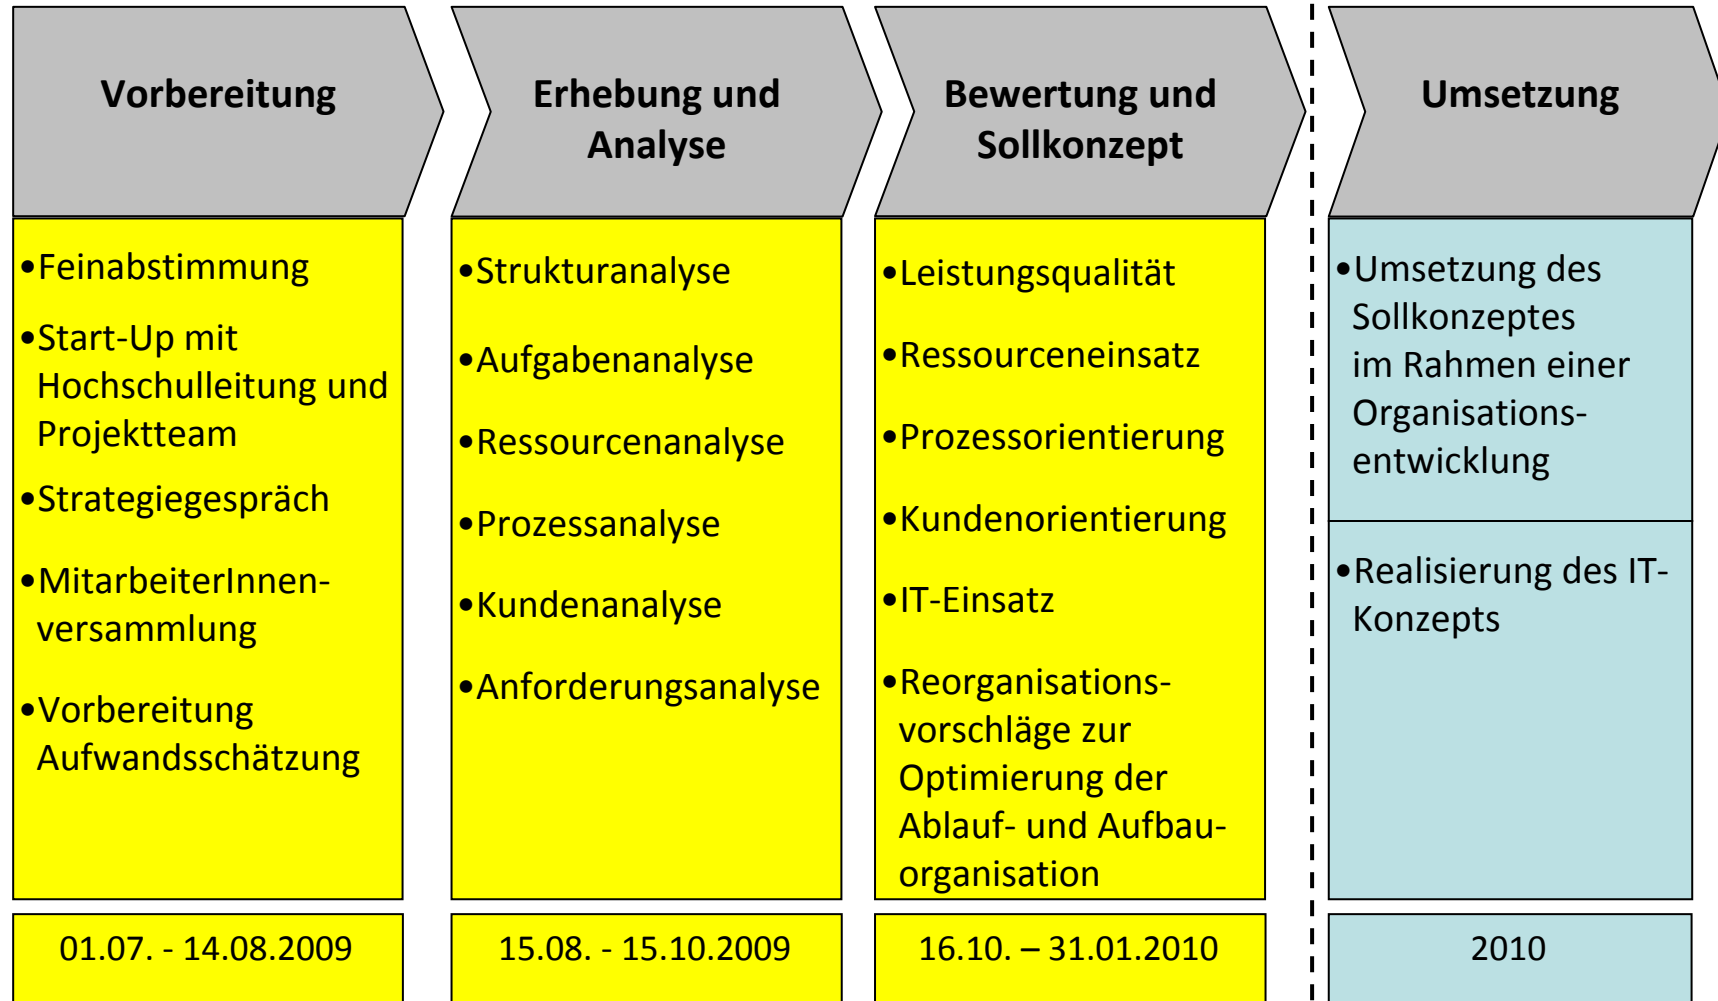 Vorbereitung
Erhebung und
Analyse
Bewertung und
Sollkonzept
Umsetzung
•Feinabstimmung
•Start-Up mit
Hochschulleitung und
Projektteam
•Strategiegespräch
•MitarbeiterInnen-
versammlung
•Vorbereitung
Aufwandsschätzung
•Strukturanalyse
•Aufgabenanalyse
•Ressourcenanalyse
•Prozessanalyse
•Kundenanalyse
•Anforderungsanalyse
•Leistungsqualität
•Ressourceneinsatz
•Prozessorientierung
•Kundenorientierung
•IT-Einsatz
•Reorganisations-
vorschläge zur
Optimierung der
Ablauf- und Aufbau-
organisation
•Umsetzung des
Sollkonzeptes
im Rahmen einer
Organisations-
entwicklung
•Realisierung des IT-
Konzepts
01.07. - 14.08.2009
15.08. - 15.10.2009
16.10. – 31.01.2010
2010